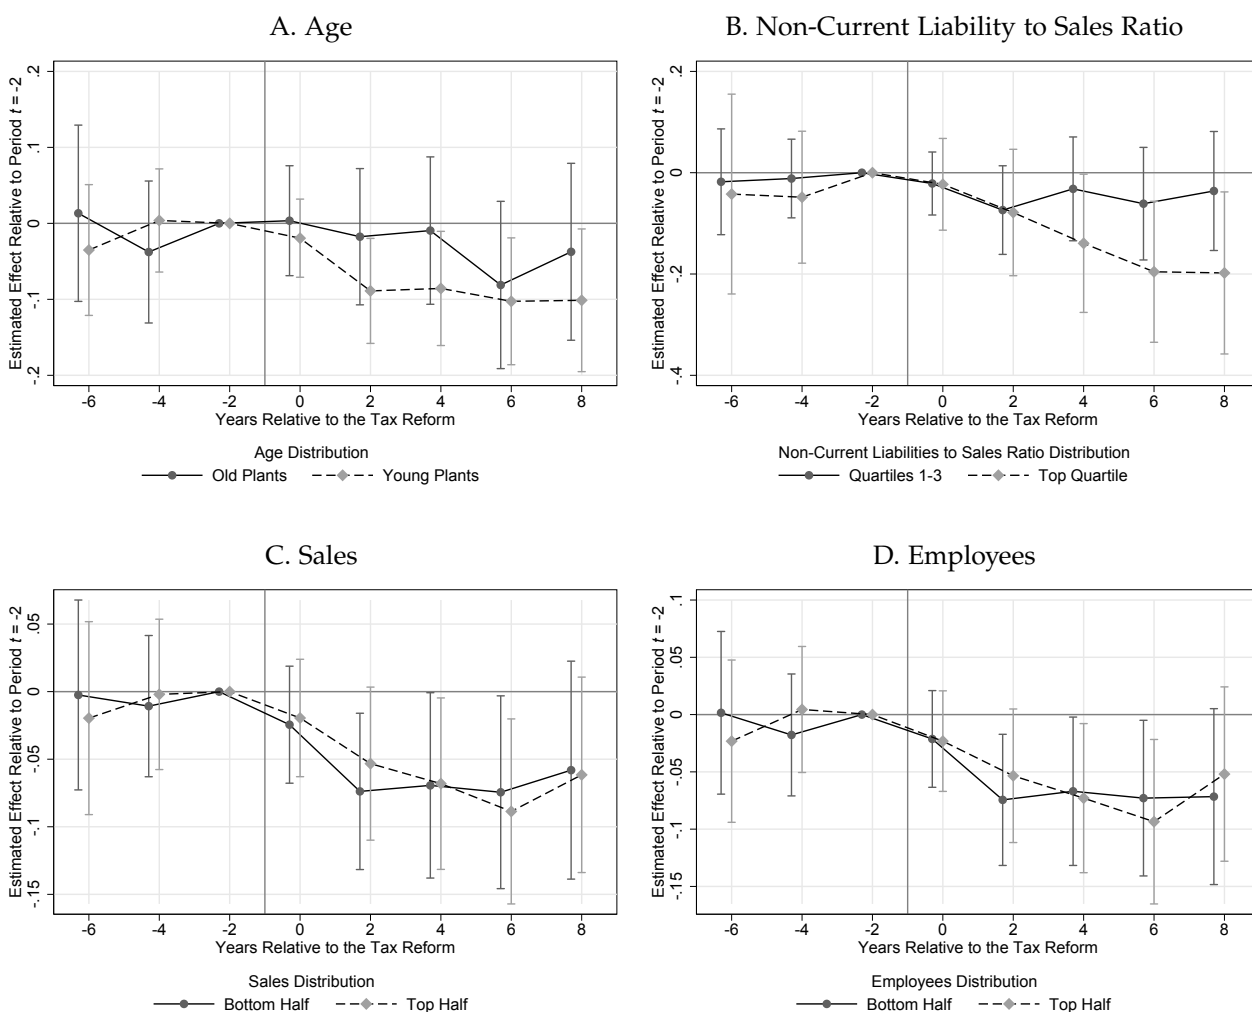 A. Age
Estimated Effect Relative to Period t = -2
.2
.1
0
-.1
-.2
-6 -4 -2 0 2 4 6 8
Years Relative to the Tax Reform
Age Distribution
Old Plants Young Plants
B. Non-Current Liability to Sales Ratio
Estimated Effect Relative to Period t = -2
.2
0
-.2
-.4
-6 -4 -2 0 2 4 6 8
Years Relative to the Tax Reform
Non-Current Liabilities to Sales Ratio Distribution
Quartiles 1-3 Top Quartile
C. Sales
Estimated Effect Relative to Period t = -2
.05
0
-.05
-.1
-.15
-6 -4 -2 0 2 4 6 8
Years Relative to the Tax Reform
Sales Distribution
Bottom Half Top Half
D. Employees
Estimated Effect Relative to Period t = -2
.1
.05
0
-.05
-.1
-.15
-6 -4 -2 0 2 4 6 8
Years Relative to the Tax Reform
Employees Distribution
Bottom Half Top Half